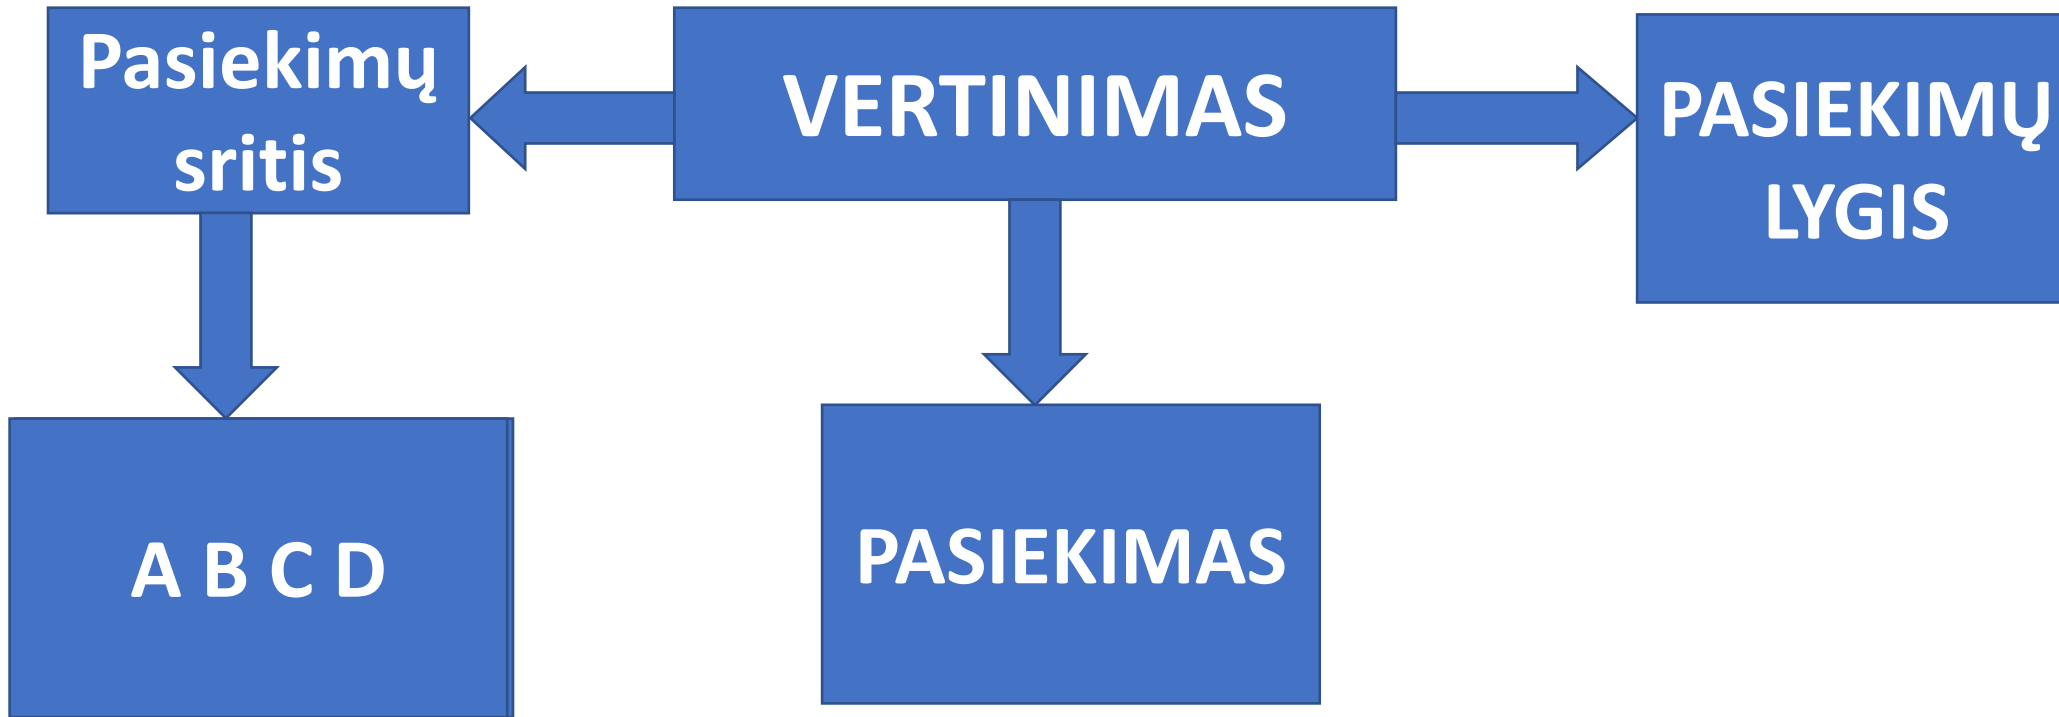 Pasiekimų
sritis
VERTINIMAS
PASIEKIMŲ
LYGIS
A B C D
PASIEKIMAS